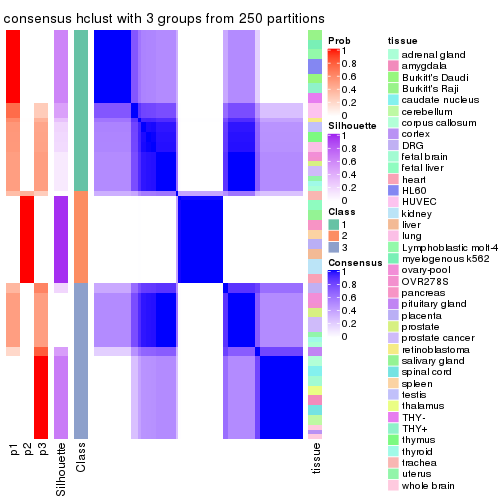 consensus hclust with 3 groups from 250 partitions
Prob
1
0.8
0.6
0.4
0.2
0
Silhouette
1
0.8
0.6
0.4
0.2
0
Class
1
2
3
Consensus
1
0.8
0.6
0.4
0.2
0
tissue
adrenal gland
amygdala
Burkitt's Daudi
Burkitt's Raji
caudate nucleus
cerebellum
corpus callosum
cortex
DRG
fetal brain
fetal liver
heart
HL60
HUVEC
kidney
liver
lung
Lymphoblastic molt-4
myelogenous k562
ovary-pool
OVR278S
pancreas
pituitary gland
placenta
prostate
prostate cancer
retinoblastoma
salivary gland
spinal cord
spleen
testis
thalamus
THY-
THY+
thymus
thyroid
trachea
uterus
whole brain
p1
p2
p3
Silhouette
Class
tissue